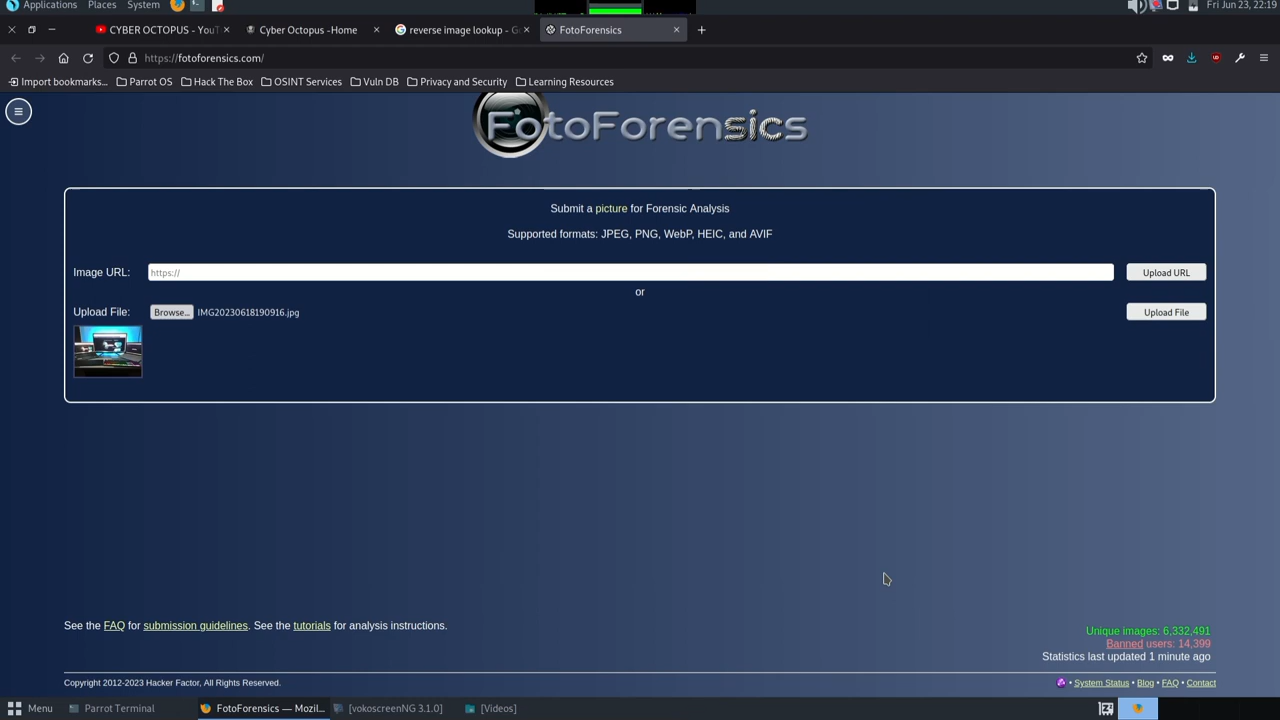 Applications Places System Fri Jun 23, 22:19
CYBER OCTOPUS - YouT Cyber Octopus -Home reverse image lookup - Go FotoForensics
https://fotoforensics.com/
Import bookmarks... Parrot OS Hack The Box OSINT Services Vuln DB Privacy and Security Learning Resources
FotoForensics
Submit a picture for Forensic Analysis
Supported formats: JPEG, PNG, WebP, HEIC, and AVIF
Image URL: https:// Upload URL
or
Upload File: Browse... IMG20230618190916.jpg Upload File
See the FAQ for submission guidelines. See the tutorials for analysis instructions.
Unique images: 6,332,491
Banned users: 14,399
Statistics last updated 1 minute ago
Copyright 2012-2023 Hacker Factor, All Rights Reserved. • System Status • Blog • FAQ • Contact
Menu Parrot Terminal FotoForensics — Mozil... [vokoscreenNG 3.1.0] [Videos]